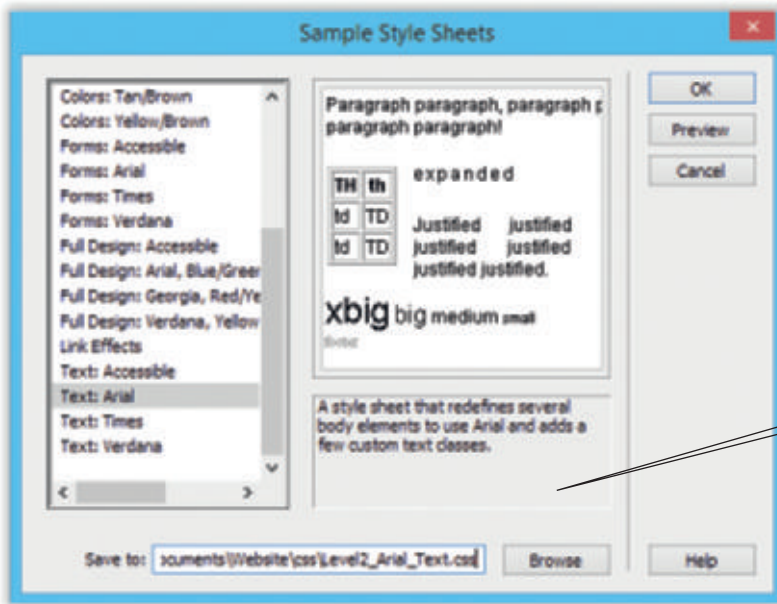 Sample Style Sheets
Colors: Tan/Brown
Colors: Yellow/Brown
Forms: Accessible
Forms: Arial
Forms: Times
Forms: Verdana
Full Design: Accessible
Full Design: Arial, Blue/Green
Full Design: Georgia, Red/Ye
Full Design: Verdana, Yellow
Link Effects
Text: Accessible
Text: Arial
Text: Times
Text: Verdana
Paragraph paragraph, paragraph p
paragraph paragraph!
TH th
td TD
td TD
expanded
Justified justified
justified justified
justified justified.
xbig big medium small
A style sheet that redefines several
body elements to use Arial and adds a
few custom text classes.
OK
Preview
Cancel
Save to: ocuments\Website\css\Level2_Arial_Text.css
Browse
Help